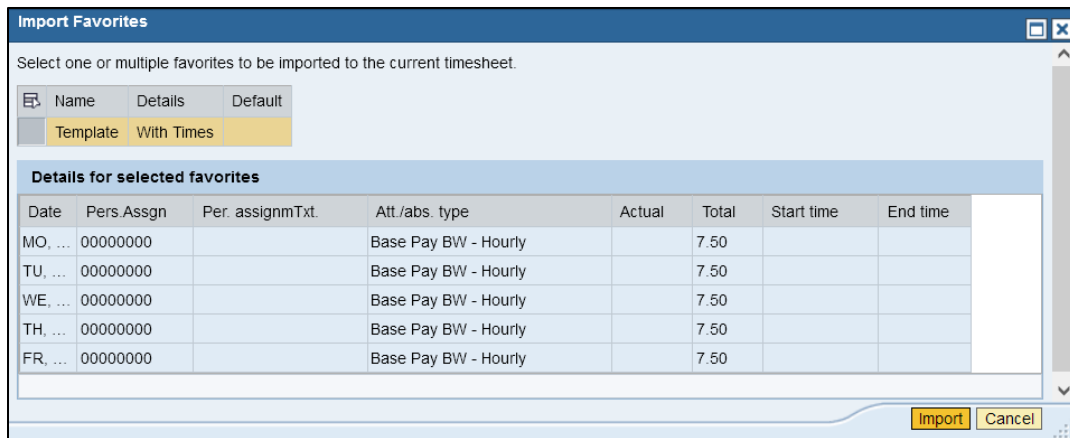 Import Favorites
Select one or multiple favorites to be imported to the current timesheet.
Name Details Default
Template With Times
Details for selected favorites
Date Pers.Assgn Per. assignmTxt. Att./abs. type Actual Total Start time End time
MO, ... 00000000 Base Pay BW - Hourly 7.50
TU, ... 00000000 Base Pay BW - Hourly 7.50
WE, ... 00000000 Base Pay BW - Hourly 7.50
TH, ... 00000000 Base Pay BW - Hourly 7.50
FR, ... 00000000 Base Pay BW - Hourly 7.50
Import Cancel